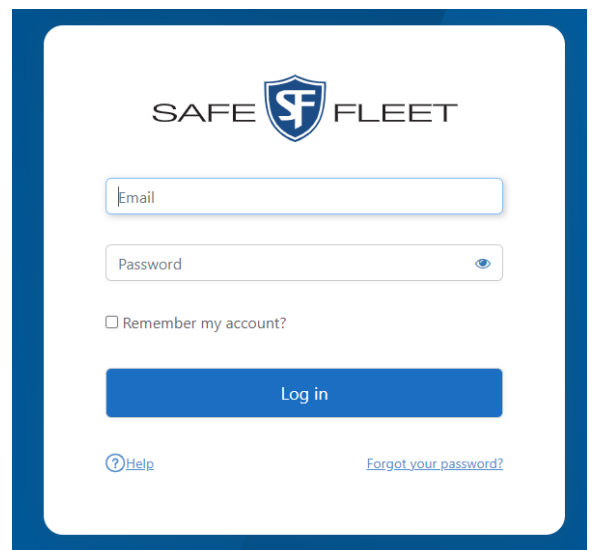 SAFE SF FLEET
Email
Password
Remember my account?
Log in
?Help Forgot your password?